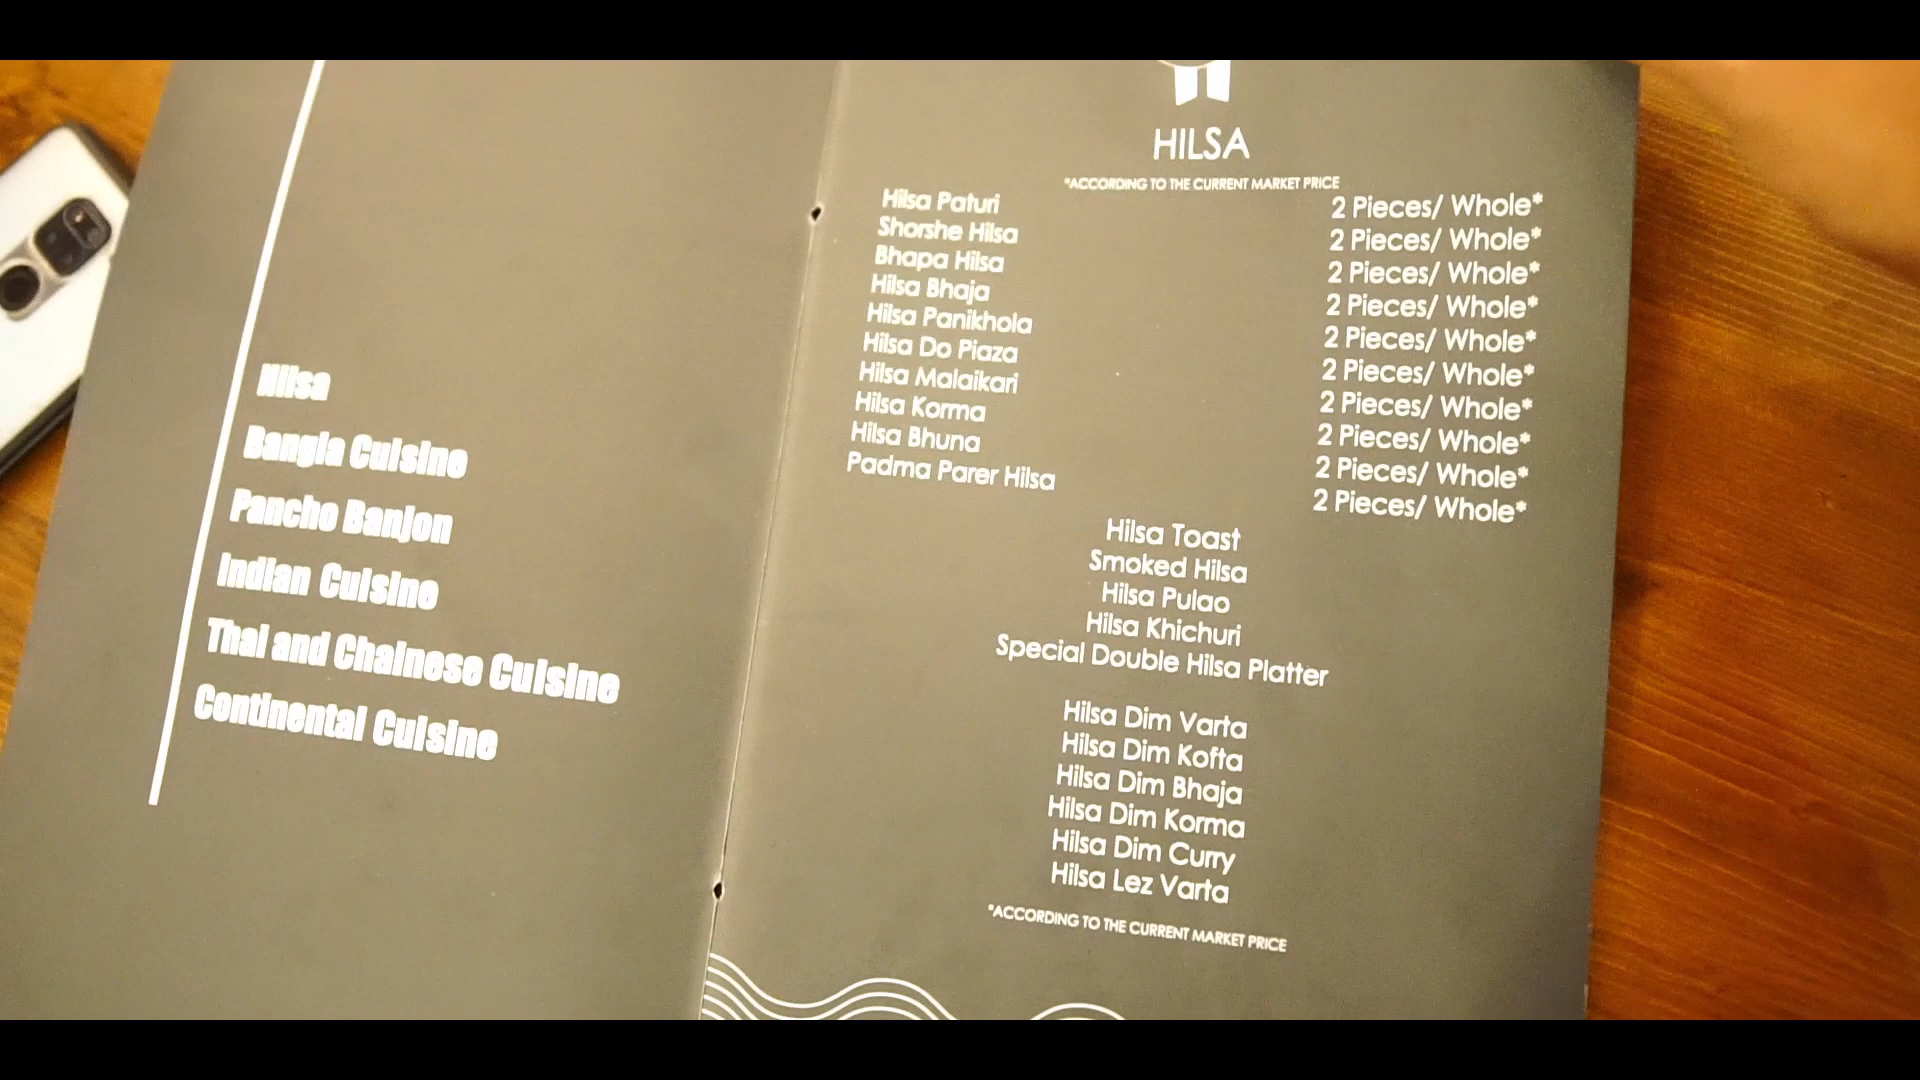 Hilsa
Bangla Cuisine
Pancho Banjon
Indian Cuisine
Thai and Chainese Cuisine
Continental Cuisine
HILSA
*ACCORDING TO THE CURRENT MARKET PRICE
Hilsa Paturi 2 Pieces/ Whole*
Shorshe Hilsa 2 Pieces/ Whole*
Bhapa Hilsa 2 Pieces/ Whole*
Hilsa Bhaja 2 Pieces/ Whole*
Hilsa Panikhola 2 Pieces/ Whole*
Hilsa Do Piaza 2 Pieces/ Whole*
Hilsa Malaikari 2 Pieces/ Whole*
Hilsa Korma 2 Pieces/ Whole*
Hilsa Bhuna 2 Pieces/ Whole*
Padma Parer Hilsa 2 Pieces/ Whole*
Hilsa Toast
Smoked Hilsa
Hilsa Pulao
Hilsa Khichuri
Special Double Hilsa Platter
Hilsa Dim Varta
Hilsa Dim Kofta
Hilsa Dim Bhaja
Hilsa Dim Korma
Hilsa Dim Curry
Hilsa Lez Varta
*ACCORDING TO THE CURRENT MARKET PRICE